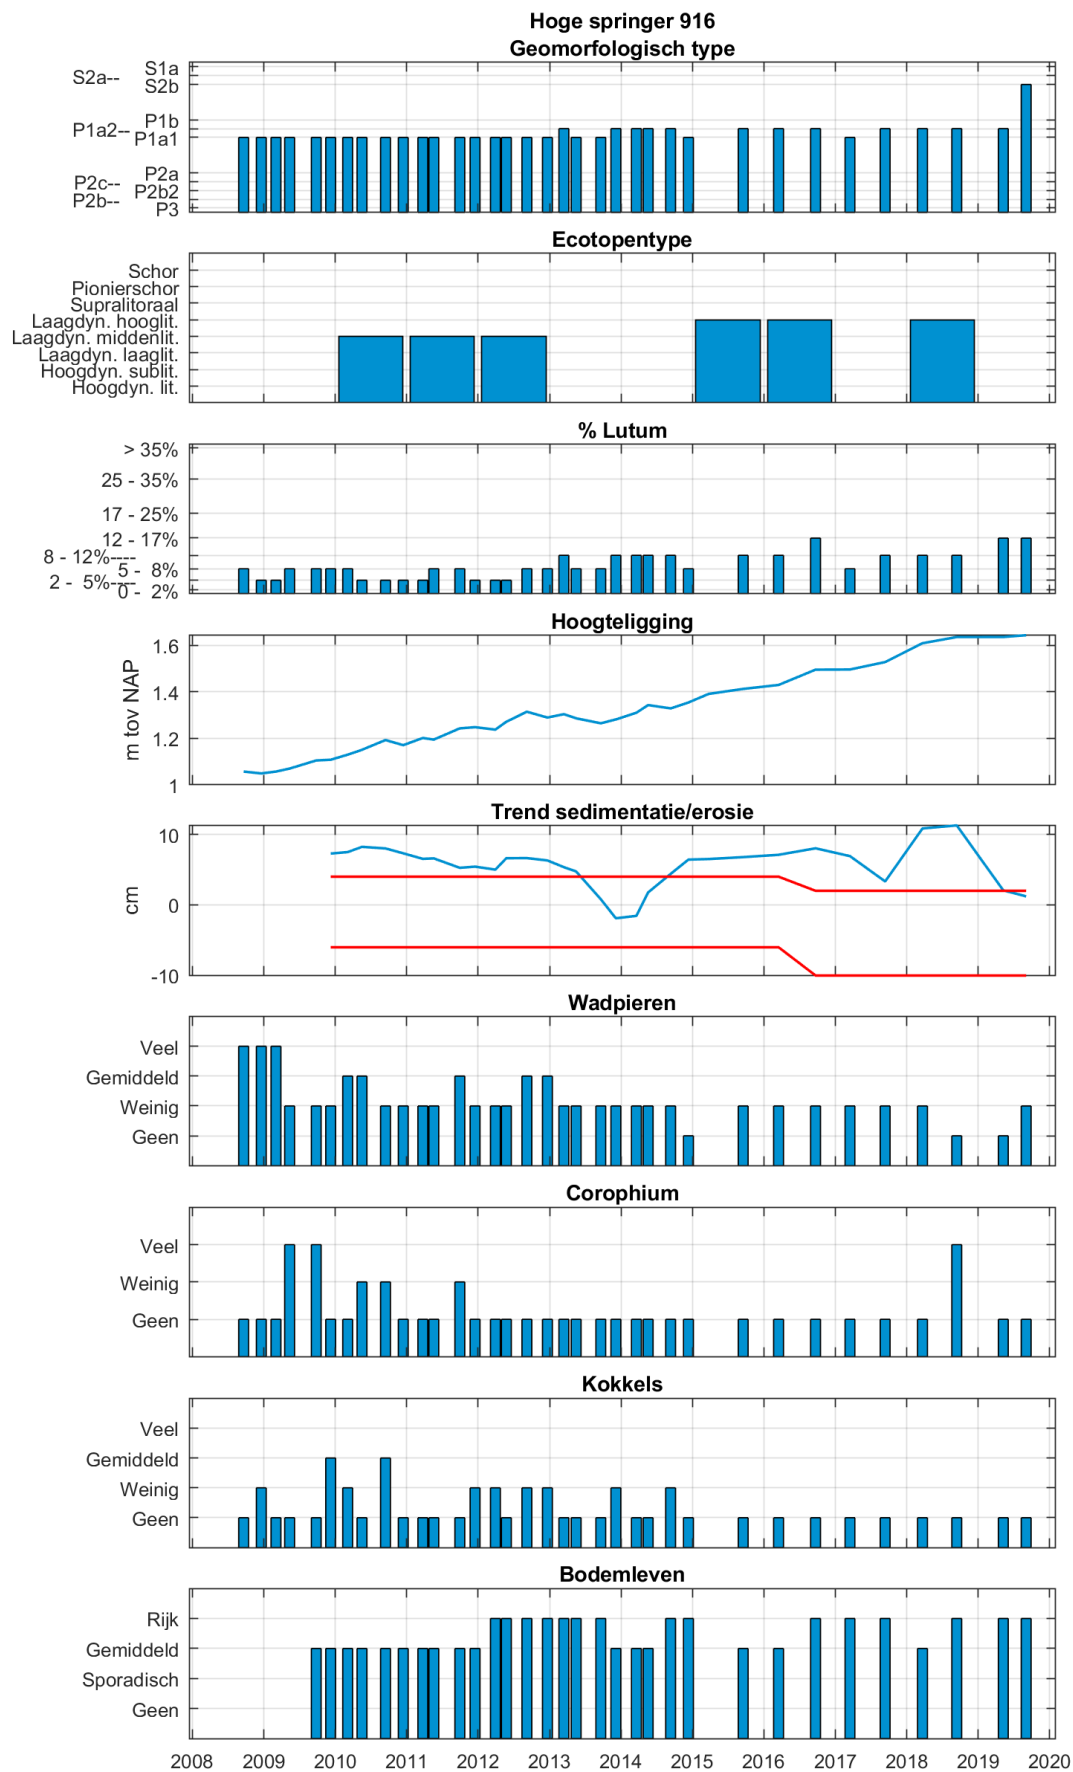 Hoge springer 916
Geomorfologisch type
S1a
S2a--
S2b
P1b
P1a2--
P1a1
P2a
P2c--
P2b2
P2b--
P3
Ecotopentype
Schor
Pionierschor
Supralitoraal
Laagdyn. hooglit.
Laagdyn. middenlit.
Laagdyn. laaglit.
Hoogdyn. sublit.
Hoogdyn. lit.
% Lutum
> 35%
25 - 35%
17 - 25%
12 - 17%
8 - 12%----
5 - 8%
2 - 5%----
0 - 2%
Hoogteligging
m tov NAP
1.6
1.4
1.2
1
Trend sedimentatie/erosie
cm
10
0
-10
Wadpieren
Veel
Gemiddeld
Weinig
Geen
Corophium
Veel
Weinig
Geen
Kokkels
Veel
Gemiddeld
Weinig
Geen
Bodemleven
Rijk
Gemiddeld
Sporadisch
Geen
2008 2009 2010 2011 2012 2013 2014 2015 2016 2017 2018 2019 2020